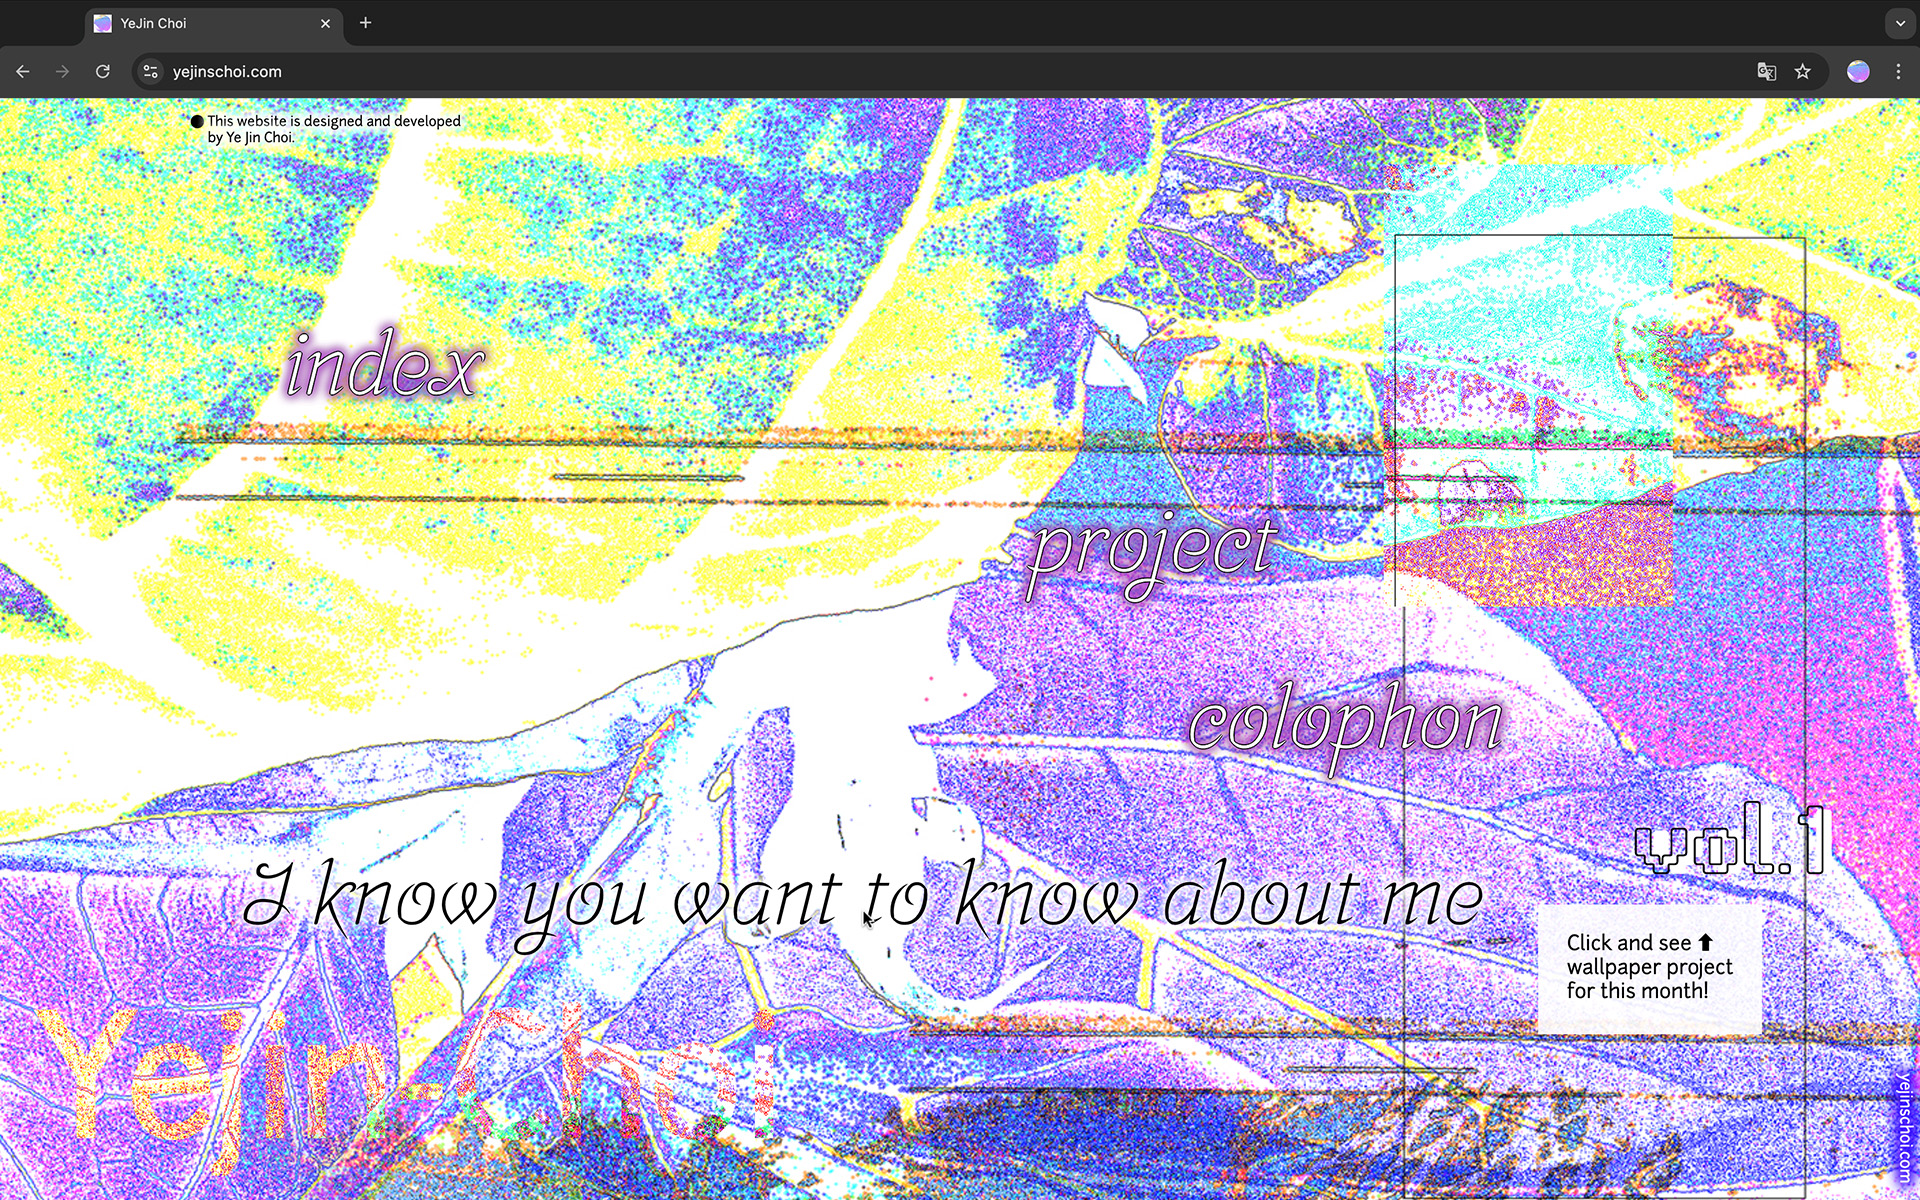 YeJin Choi
yejinschoi.com
This website is designed and developed
by Ye Jin Choi.
index
project
colophon
vol.1
I know you want to know about me
Click and see ⬆
wallpaper project
for this month!
Yejin-Choi
yejinschoi.com